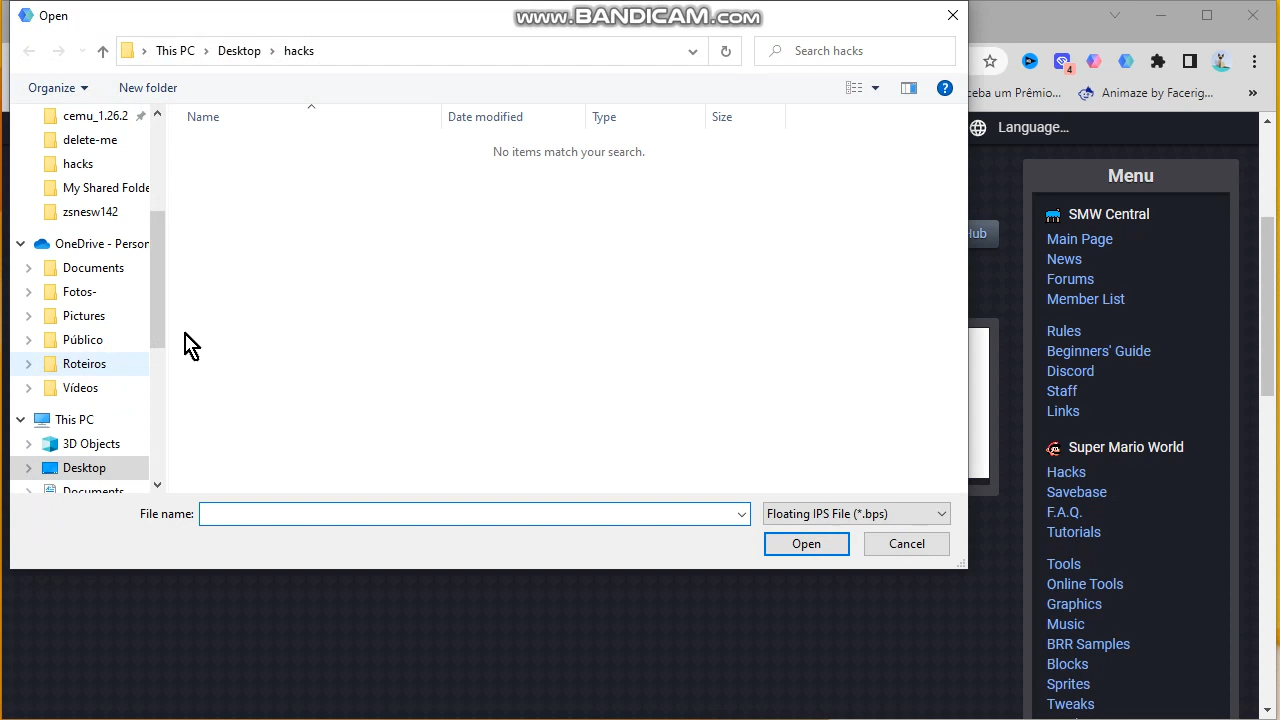 Open
www.BANDICAM.com
This PC
Desktop
hacks
Search hacks
Organize
New folder
Name
Date modified
Type
Size
No items match your search.
cemu_1.26.2
delete-me
hacks
My Shared Folde
zsnesw142
OneDrive - Person
Documents
Fotos-
Pictures
Público
Roteiros
Vídeos
This PC
3D Objects
Desktop
Documents
File name:
Floating IPS File (*.bps)
Open
Cancel
4
ceba um Prêmio...
Animaze by Facerig...
»
Language...
Hub
Menu
SMW Central
Main Page
News
Forums
Member List
Rules
Beginners' Guide
Discord
Staff
Links
Super Mario World
Hacks
Savebase
F.A.Q.
Tutorials
Tools
Online Tools
Graphics
Music
BRR Samples
Blocks
Sprites
Tweaks